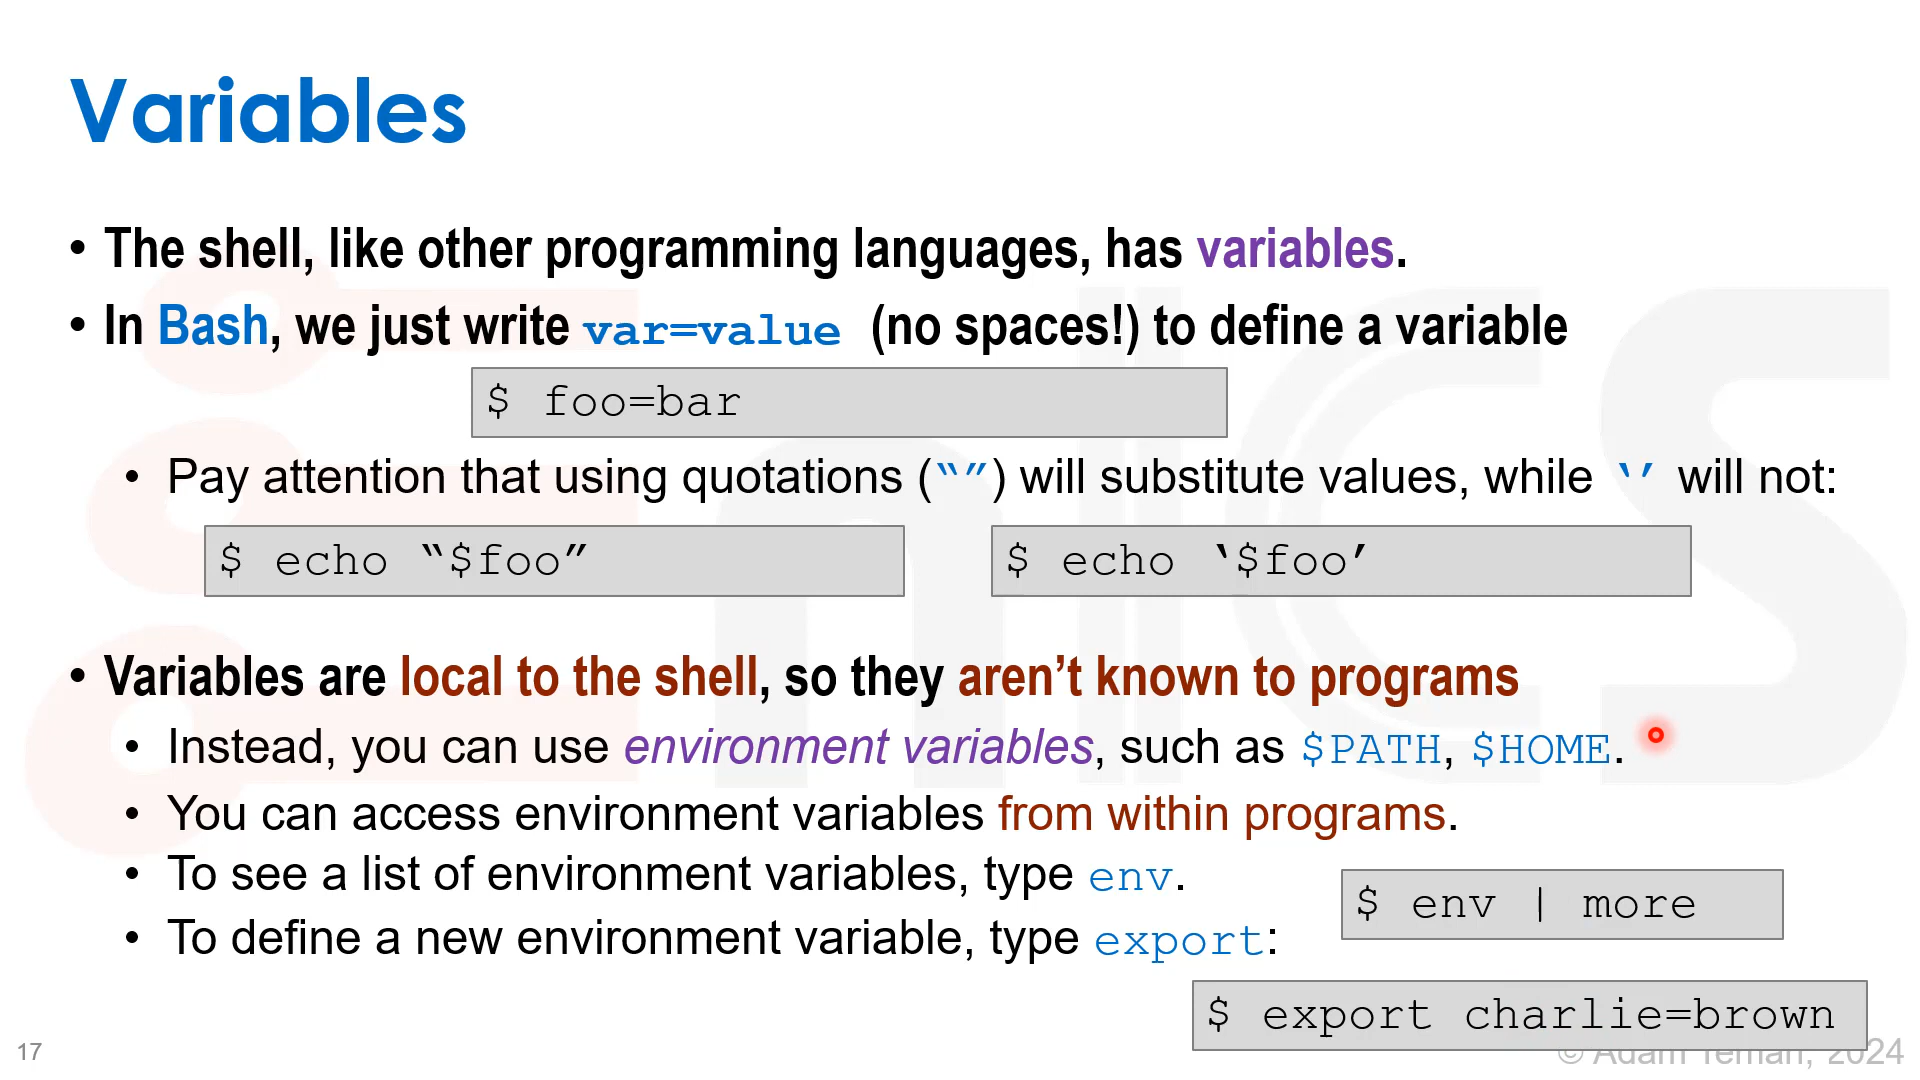 Variables
• The shell, like other programming languages, has variables.
• In Bash, we just write var=value (no spaces!) to define a variable
$ foo=bar
• Pay attention that using quotations (“”) will substitute values, while ‘’ will not:
$ echo “$foo”
$ echo ‘$foo’
• Variables are local to the shell, so they aren’t known to programs
• Instead, you can use environment variables, such as $PATH, $HOME.
• You can access environment variables from within programs.
• To see a list of environment variables, type env.
$ env | more
• To define a new environment variable, type export:
$ export charlie=brown
17
© Adam Teman, 2024